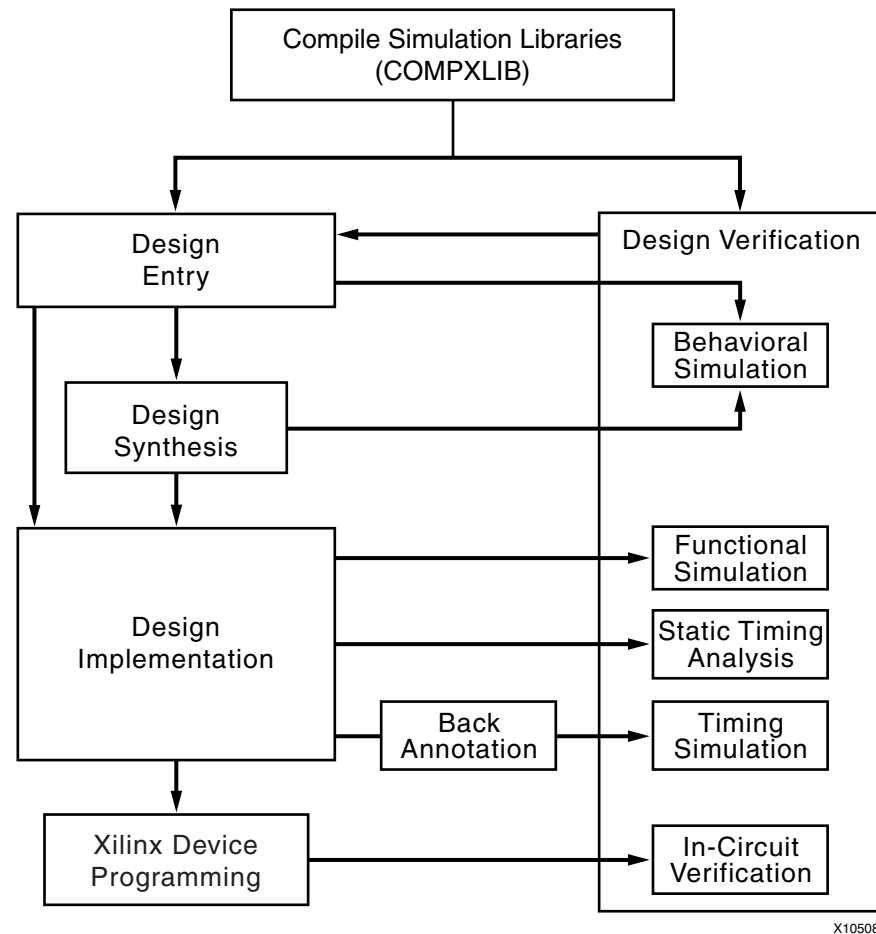 Compile Simulation Libraries
(COMPXLIB)
Design
Entry
Design Verification
Behavioral
Simulation
Design
Synthesis
Functional
Simulation
Design
Implementation
Static Timing
Analysis
Back
Annotation
Timing
Simulation
Xilinx Device
Programming
In-Circuit
Verification
X10508